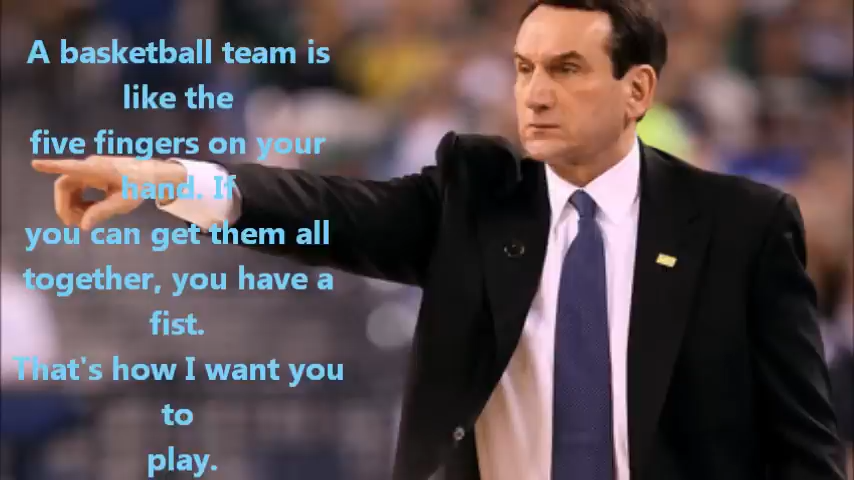 A basketball team is
like the
five fingers on your
hand. If
you can get them all
together, you have a
fist.
That's how I want you
to
play.